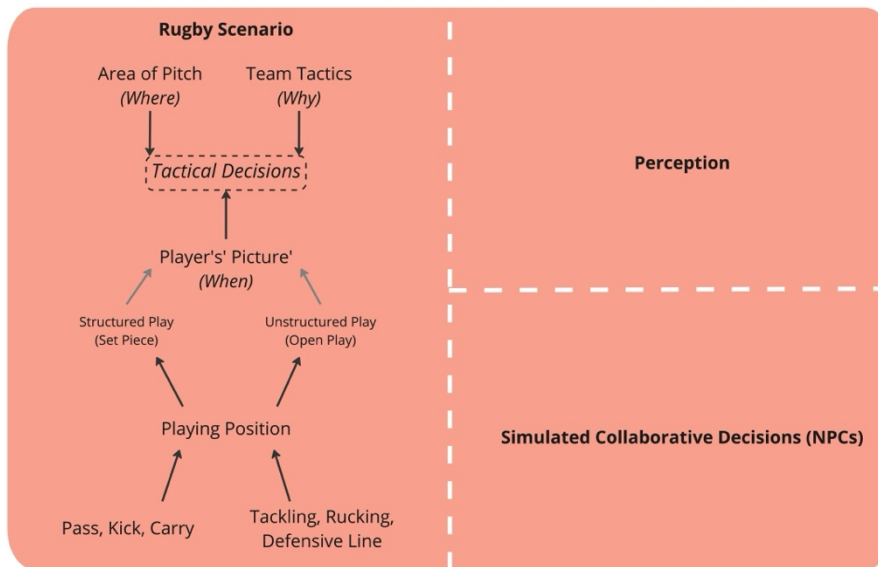 Rugby Scenario
Area of Pitch
(Where)
Team Tactics
(Why)
Tactical Decisions
Player's' Picture'
(When)
Structured Play
(Set Piece)
Unstructured Play
(Open Play)
Playing Position
Pass, Kick, Carry
Tackling, Rucking,
Defensive Line
Perception
Simulated Collaborative Decisions (NPCs)